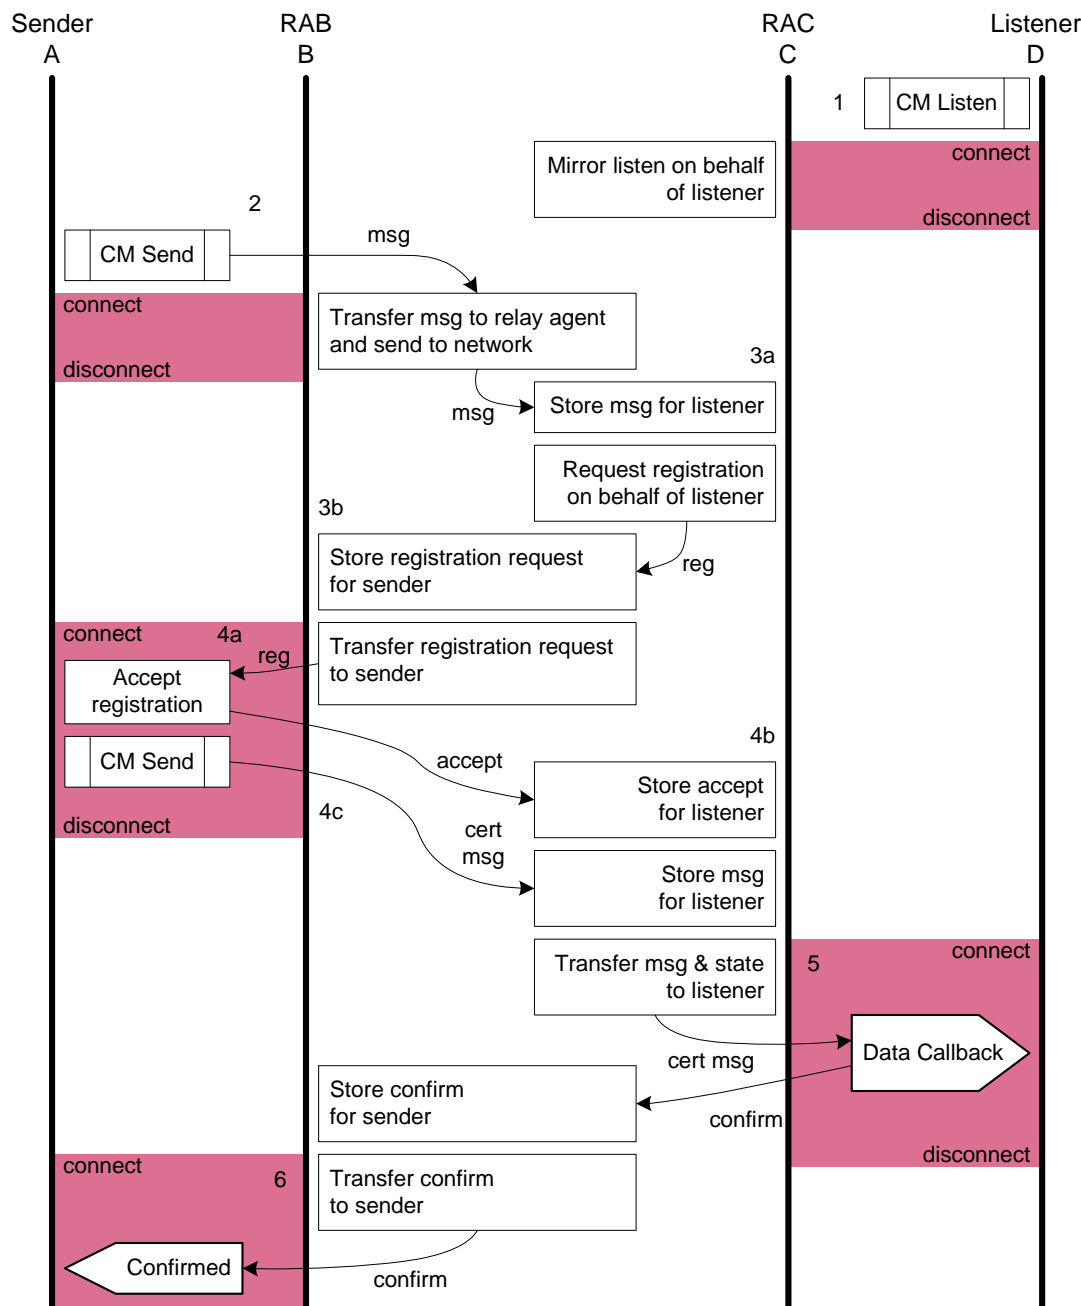 Sender
A
RAB
B
RAC
C
Listener
D
1
CM Listen
connect
Mirror listen on behalf
of listener
disconnect
2
CM Send
msg
connect
Transfer msg to relay agent
and send to network
disconnect
3a
msg
Store msg for listener
Request registration
on behalf of listener
3b
reg
Store registration request
for sender
connect
4a
Transfer registration request
to sender
reg
Accept
registration
4b
CM Send
accept
Store accept
for listener
disconnect
4c
cert
msg
Store msg
for listener
connect
5
Transfer msg & state
to listener
Data Callback
cert msg
Store confirm
for sender
confirm
disconnect
connect
6
Transfer confirm
to sender
Confirmed
confirm